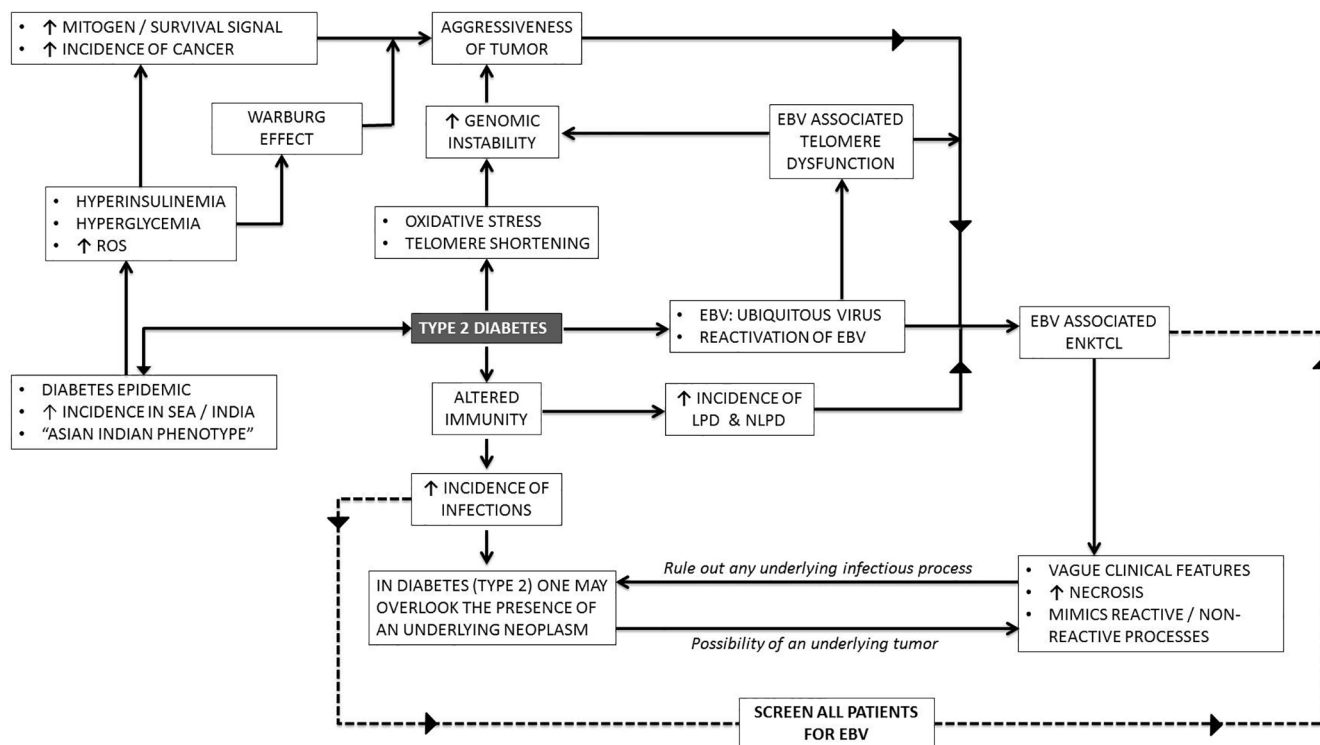 • ↑ MITOGEN / SURVIVAL SIGNAL
• ↑ INCIDENCE OF CANCER
AGGRESSIVENESS
OF TUMOR
WARBURG
EFFECT
↑ GENOMIC
INSTABILITY
EBV ASSOCIATED
TELOMERE
DYSFUNCTION
• HYPERINSULINEMIA
• HYPERGLYCEMIA
• ↑ ROS
• OXIDATIVE STRESS
• TELOMERE SHORTENING
TYPE 2 DIABETES
• EBV: UBIQUITOUS VIRUS
• REACTIVATION OF EBV
EBV ASSOCIATED
ENKTCL
• DIABETES EPIDEMIC
• ↑ INCIDENCE IN SEA / INDIA
• “ASIAN INDIAN PHENOTYPE”
ALTERED
IMMUNITY
↑ INCIDENCE OF
LPD & NLPD
↑ INCIDENCE OF
INFECTIONS
IN DIABETES (TYPE 2) ONE MAY
OVERLOOK THE PRESENCE OF
AN UNDERLYING NEOPLASM
Rule out any underlying infectious process
Possibility of an underlying tumor
• VAGUE CLINICAL FEATURES
• ↑ NECROSIS
• MIMICS REACTIVE / NON-
REACTIVE PROCESSES
SCREEN ALL PATIENTS
FOR EBV